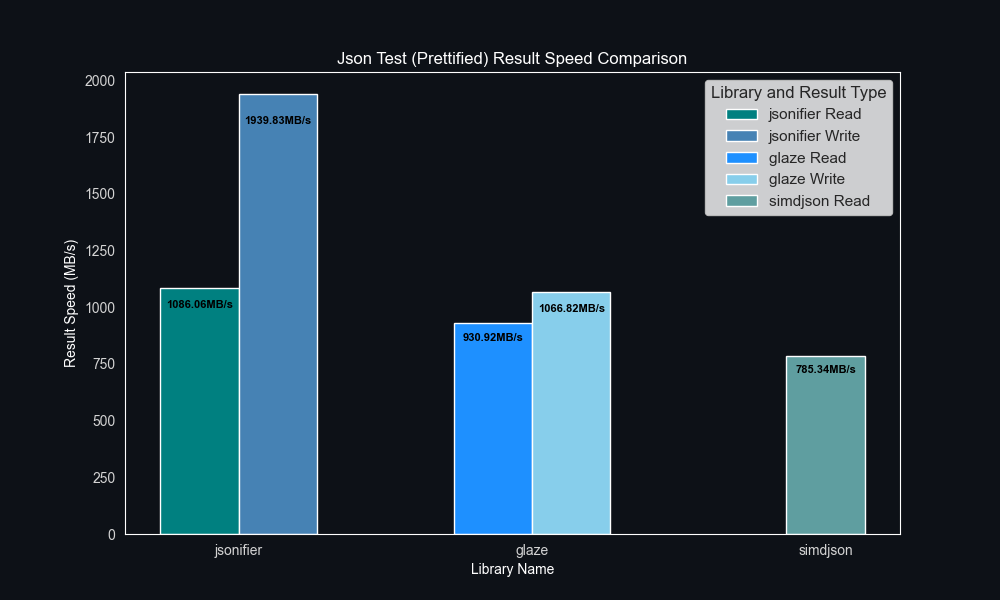 Json Test (Prettified) Result Speed Comparison
Library and Result Type
jsonifier Read
jsonifier Write
glaze Read
glaze Write
simdjson Read
Result Speed (MB/s)
2000
1750
1500
1250
1000
750
500
250
0
1086.06MB/s
1939.83MB/s
930.92MB/s
1066.82MB/s
785.34MB/s
jsonifier
glaze
simdjson
Library Name